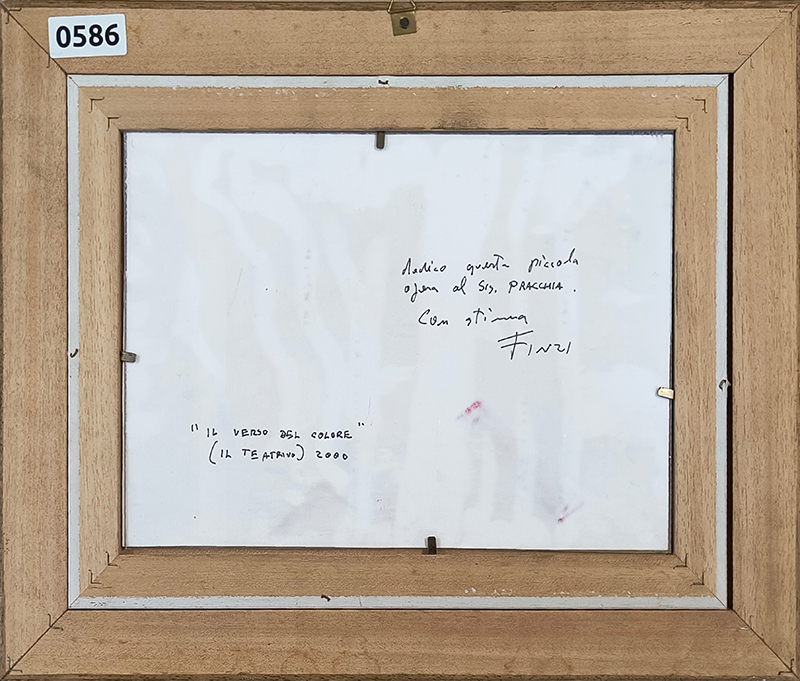 0586
dedico questa piccola
opera al Sig. PRACCHIA.
Con stima
FINZI
"IL VERSO DEL COLORE"
(IL TEATRINO) 2000